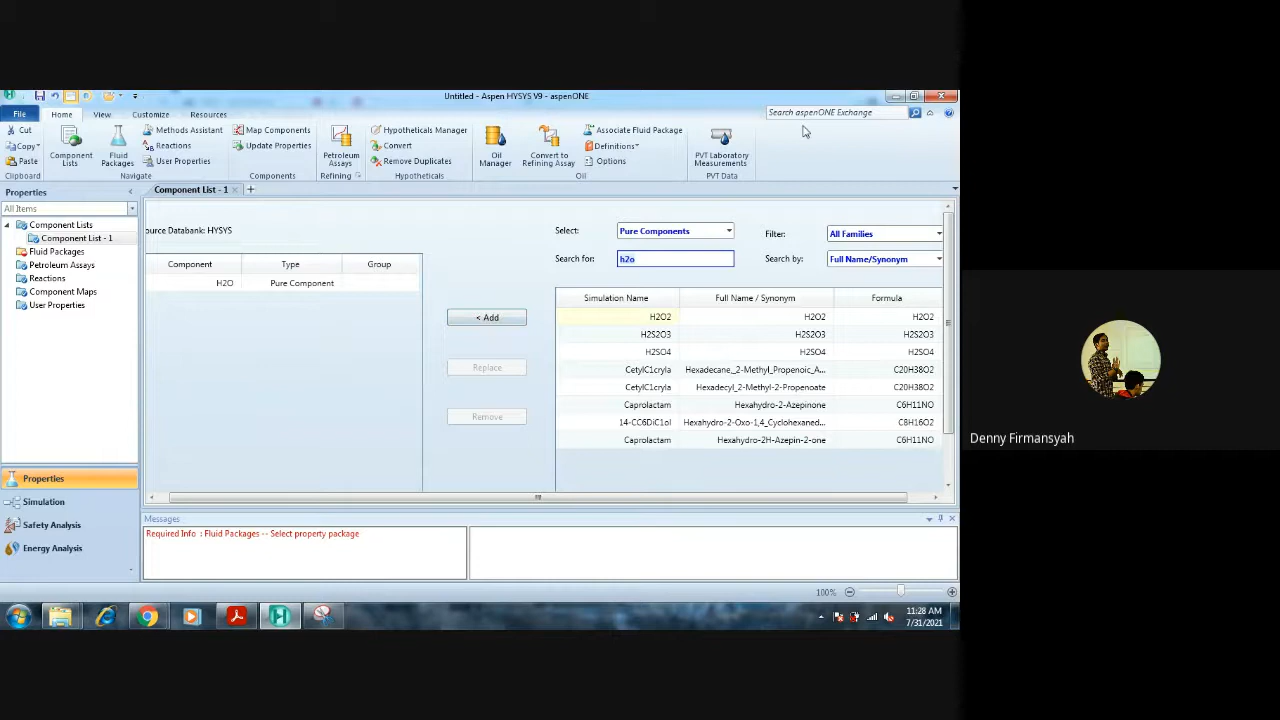 Untitled - Aspen HYSYS V9 - aspenONE
File
Home
View
Customize
Resources
Search aspenONE Exchange
Cut
Copy
Paste
Clipboard
Component Lists
Fluid Packages
Methods Assistant
Reactions
User Properties
Navigate
Map Components
Update Properties
Components
Petroleum Assays
Refining
Hypotheticals Manager
Convert
Remove Duplicates
Hypotheticals
Oil Manager
Convert to Refining Assay
Associate Fluid Package
Definitions
Options
Oil
PVT Laboratory Measurements
PVT Data
Properties
All Items
Component Lists
Component List - 1
Fluid Packages
Petroleum Assays
Reactions
Component Maps
User Properties
Properties
Simulation
Safety Analysis
Energy Analysis
Component List - 1
ource Databank: HYSYS
Component Type Group
H2O Pure Component
< Add
Replace
Remove
Select: Pure Components
Filter: All Families
Search for: h2o
Search by: Full Name/Synonym
Simulation Name Full Name / Synonym Formula
H2O2 H2O2 H2O2
H2S2O3 H2S2O3 H2S2O3
H2SO4 H2SO4 H2SO4
CetylC1cryla Hexadecane,_2-Methyl_Propenoic_A... C20H38O2
CetylC1cryla Hexadecyl_2-Methyl-2-Propenoate C20H38O2
Caprolactam Hexahydro-2-Azepinone C6H11NO
14-CC6DiC1ol Hexahydro-2-Oxo-1,4_Cyclohexaned... C8H16O2
Caprolactam Hexahydro-2H-Azepin-2-one C6H11NO
Messages
Required Info : Fluid Packages -- Select property package
100%
11:28 AM
7/31/2021
Denny Firmansyah